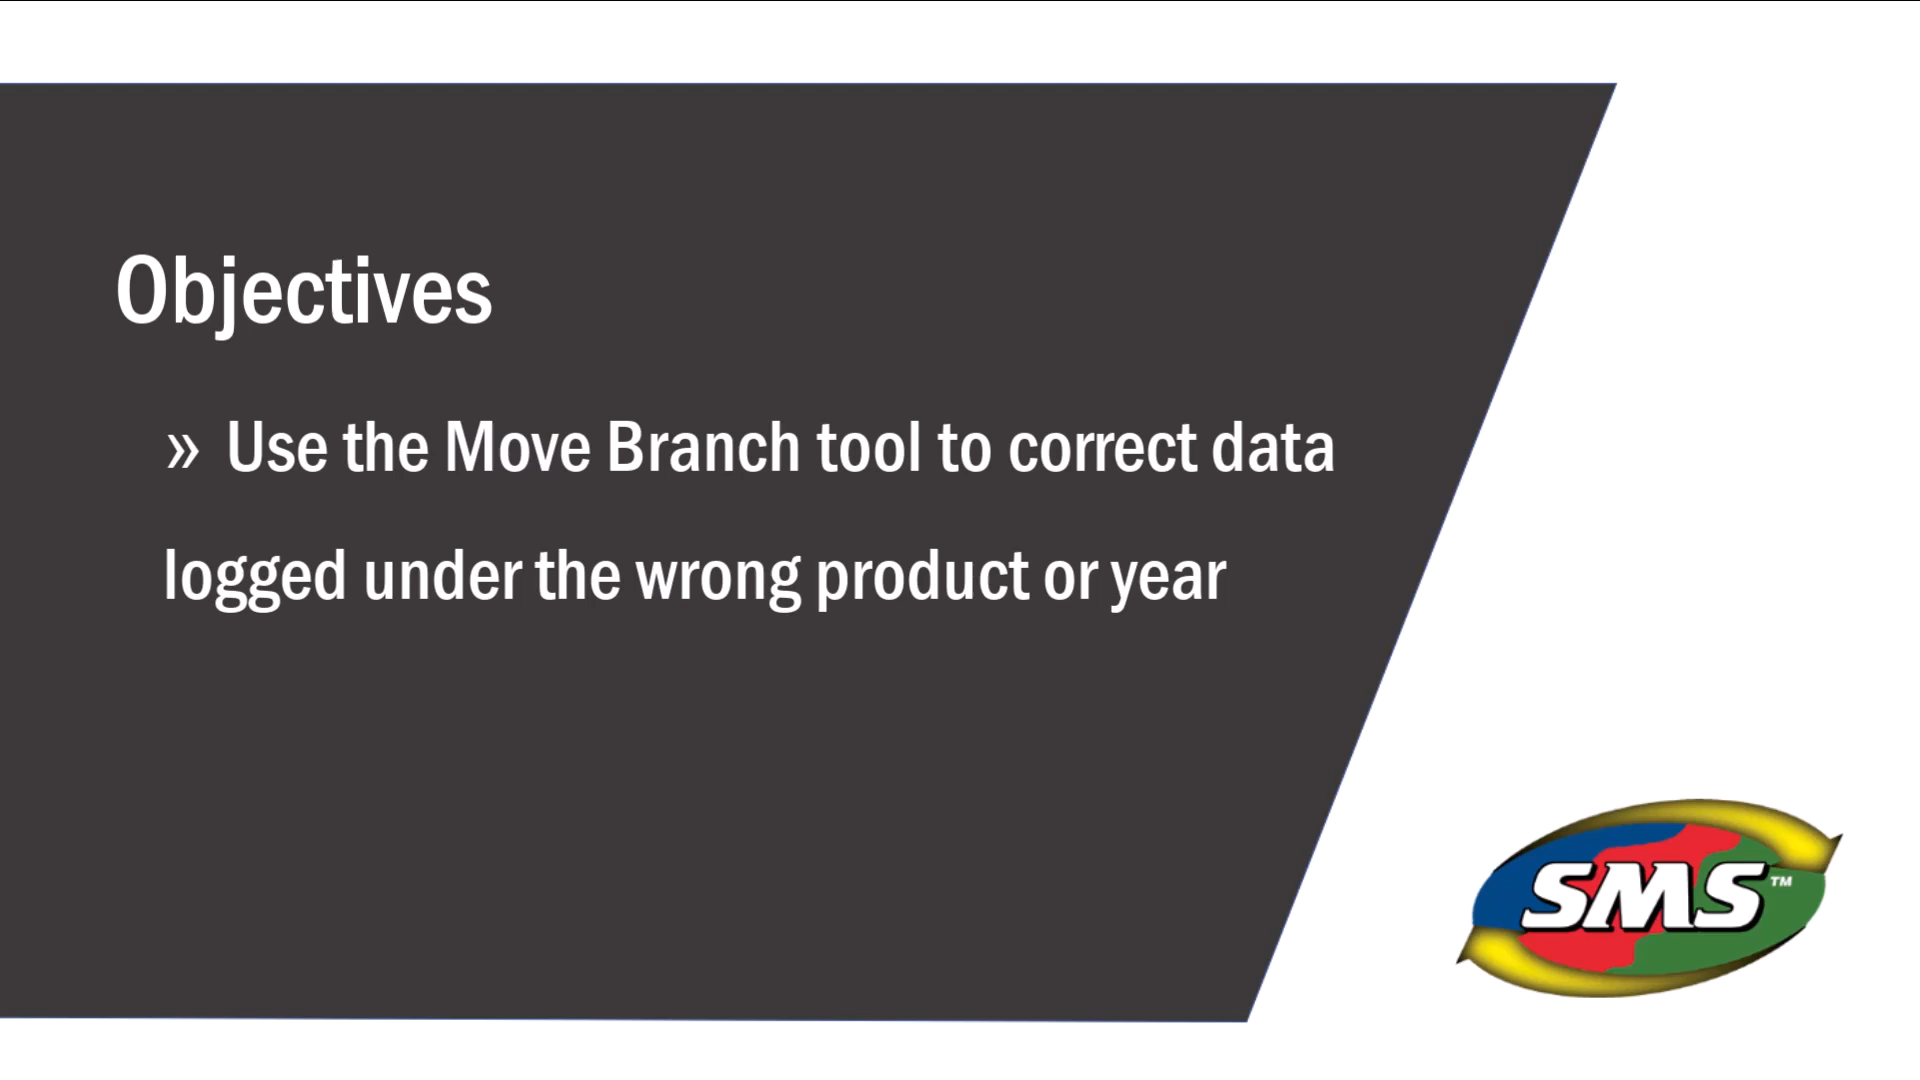 Objectives
» Use the Move Branch tool to correct data
logged under the wrong product or year
SMS™